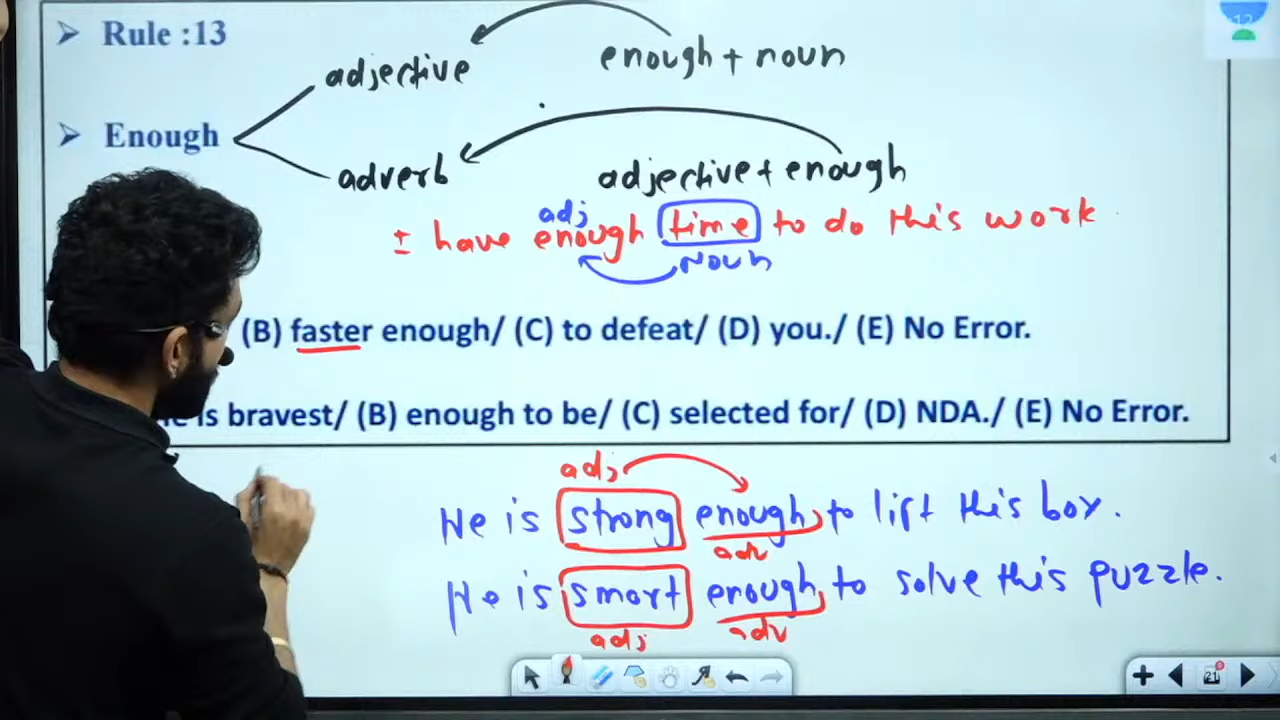 Rule :13
adjective enough + noun
Enough
adverb adjective + enough
adj
I have enough time to do this work
Noun
(B) faster enough/ (C) to defeat/ (D) you./ (E) No Error.
is bravest/ (B) enough to be/ (C) selected for/ (D) NDA./ (E) No Error.
adj
He is strong enough to lift this box.
adv
He is smart enough to solve this puzzle.
adj adv
12
21